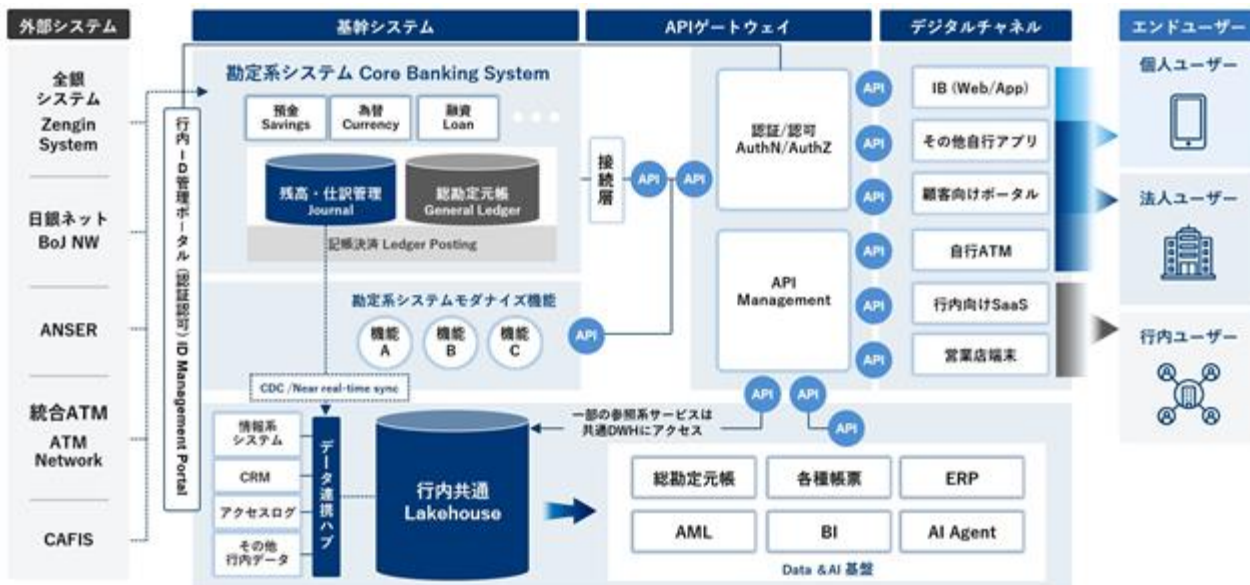 外部システム
全銀
システム
Zengin
System
日銀ネット
BoJ NW
ANSER
統合ATM
ATM
Network
CAFIS
行内ID管理ポータル（認証認可）ID Management Portal
基幹システム
勘定系システム Core Banking System
預金
Savings
為替
Currency
融資
Loan
残高・仕訳管理
Journal
総勘定元帳
General Ledger
記帳決済 Ledger Posting
接続層
API
API
勘定系システムモダナイズ機能
機能
A
機能
B
機能
C
API
CDC /Near real-time sync
情報系
システム
CRM
アクセスログ
その他
行内データ
データ連携ハブ
行内共通
Lakehouse
一部の参照系サービスは
共通DWHにアクセス
APIゲートウェイ
認証/認可
AuthN/AuthZ
API
Management
API
API
API
API
API
API
API
API
API
総勘定元帳
各種帳票
ERP
AML
BI
AI Agent
Data &AI 基盤
デジタルチャネル
IB (Web/App)
その他自行アプリ
顧客向けポータル
自行ATM
行内向けSaaS
営業店端末
エンドユーザー
個人ユーザー
法人ユーザー
行内ユーザー